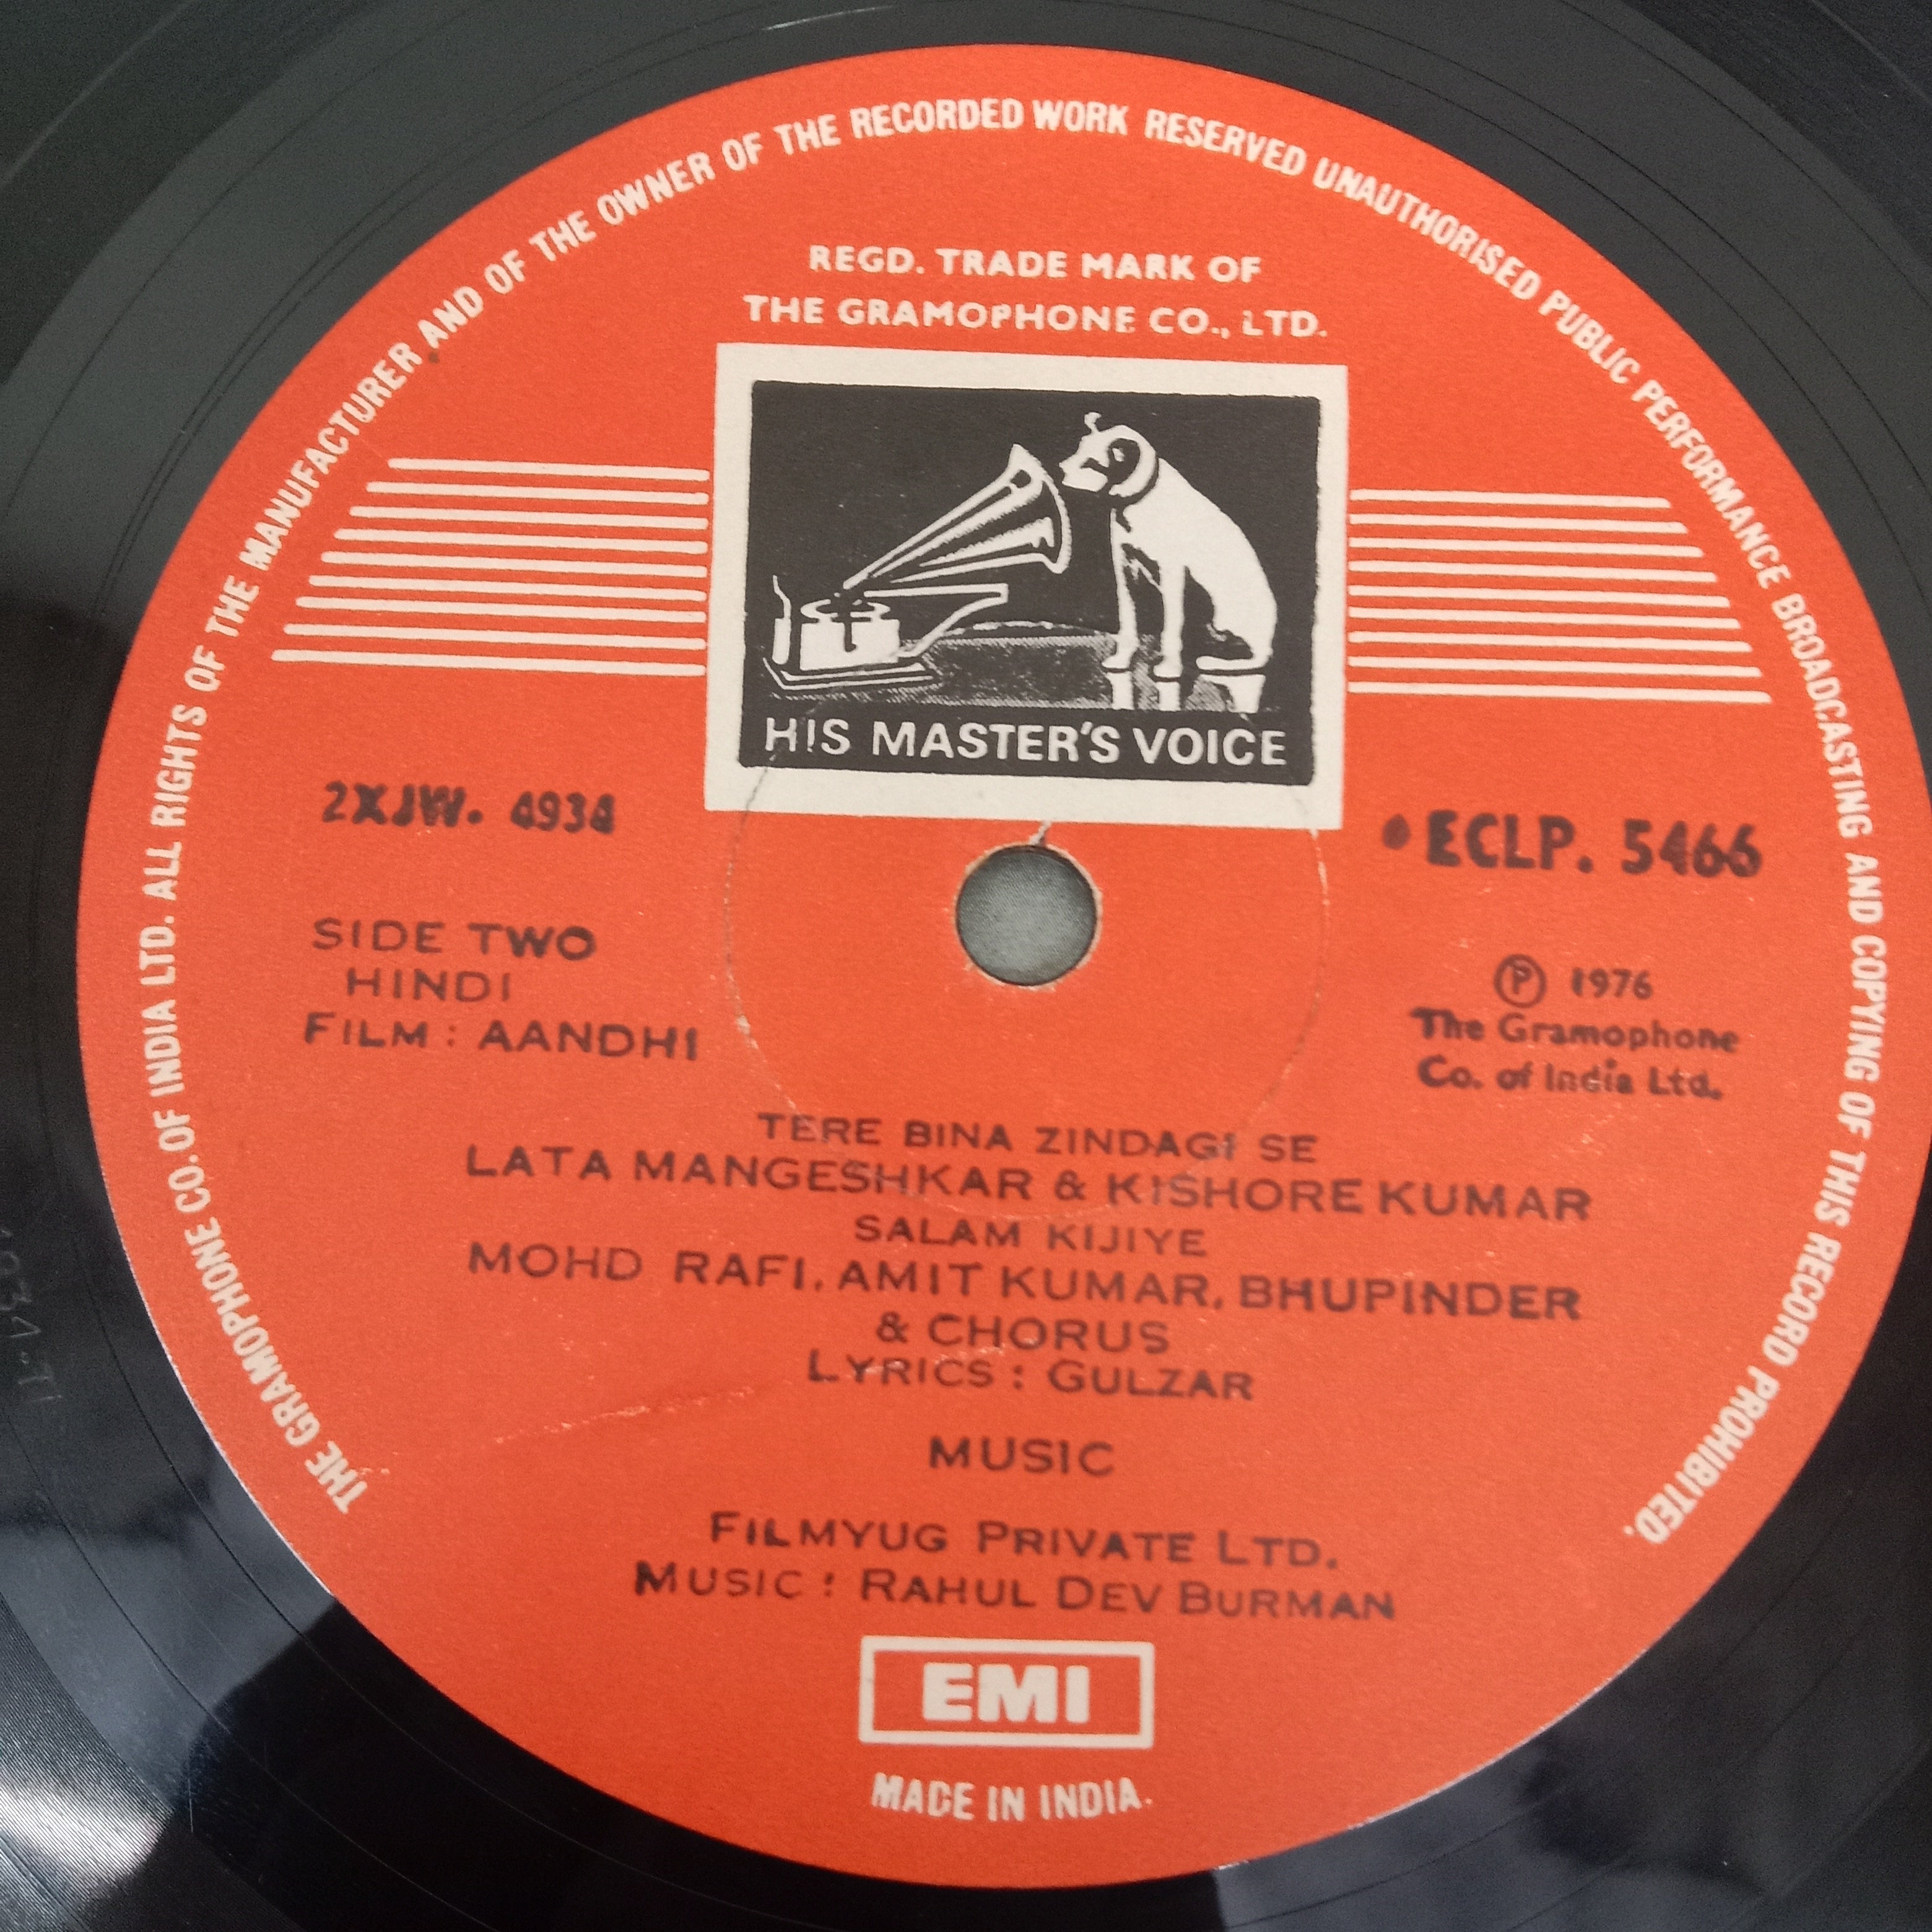 THE GRAMOPHONE CO. OF INDIA LTD. ALL RIGHTS OF THE MANUFACTURER AND OF THE OWNER OF THE RECORDED WORK RESERVED UNAUTHORISED PUBLIC PERFORMANCE BROADCASTING AND COPYING OF THIS RECORD PROHIBITED.
REGD. TRADE MARK OF
THE GRAMOPHONE CO., LTD.
HIS MASTER'S VOICE
2XJW. 4934
• ECLP. 5466
SIDE TWO
HINDI
FILM : AANDHI
Ⓟ 1976
The Gramophone
Co. of India Ltd.
TERE BINA ZINDAGI SE
LATA MANGESHKAR & KISHORE KUMAR
SALAM KIJIYE
MOHD RAFI, AMIT KUMAR, BHUPINDER
& CHORUS
LYRICS : GULZAR
MUSIC
FILMYUG PRIVATE LTD.
MUSIC : RAHUL DEV BURMAN
EMI
MADE IN INDIA.